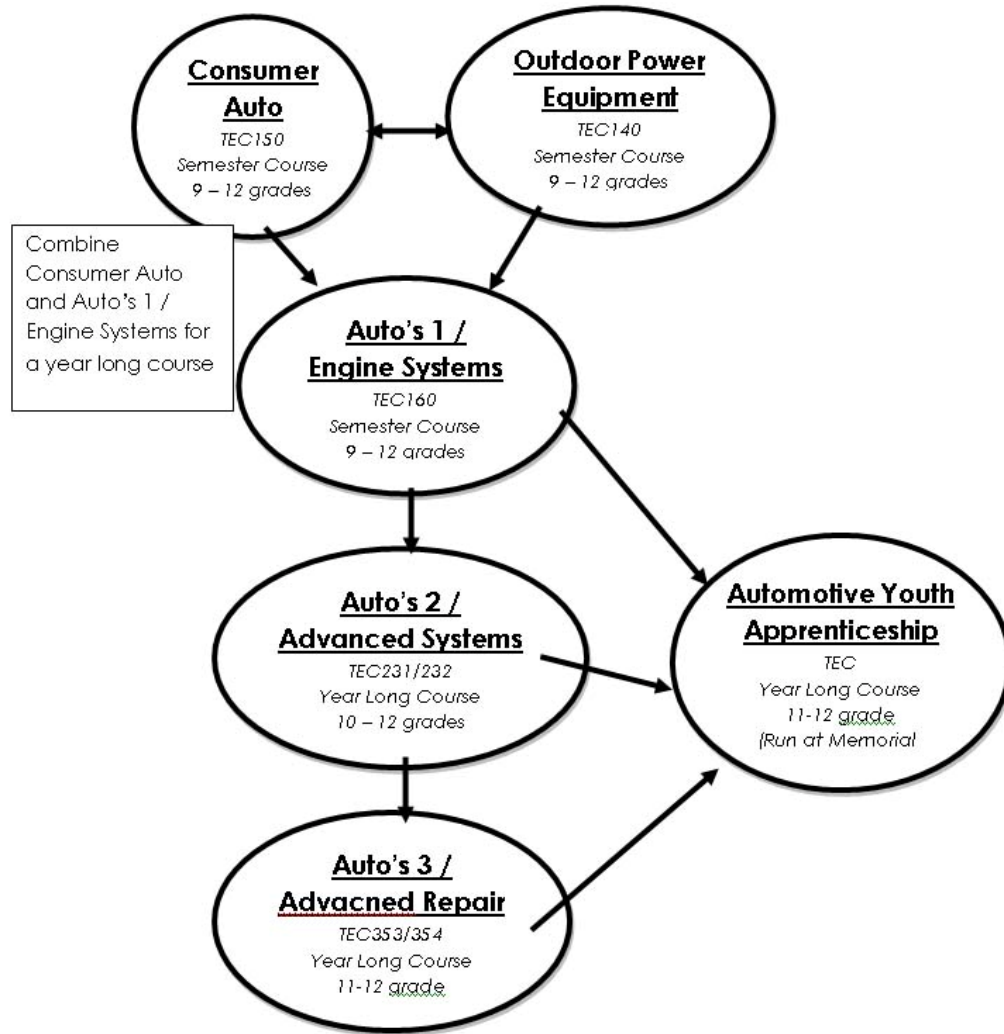 Consumer
Auto
TEC150
Semester Course
9 – 12 grades
Outdoor Power
Equipment
TEC140
Semester Course
9 – 12 grades
Combine
Consumer Auto
and Auto's 1 /
Engine Systems for
a year long course
Auto's 1 /
Engine Systems
TEC160
Semester Course
9 – 12 grades
Auto's 2 /
Advanced Systems
TEC231/232
Year Long Course
10 – 12 grades
Automotive Youth
Apprenticeship
TEC
Year Long Course
11-12 grade
(Run at Memorial
Auto's 3 /
Advacned Repair
TEC353/354
Year Long Course
11-12 grade